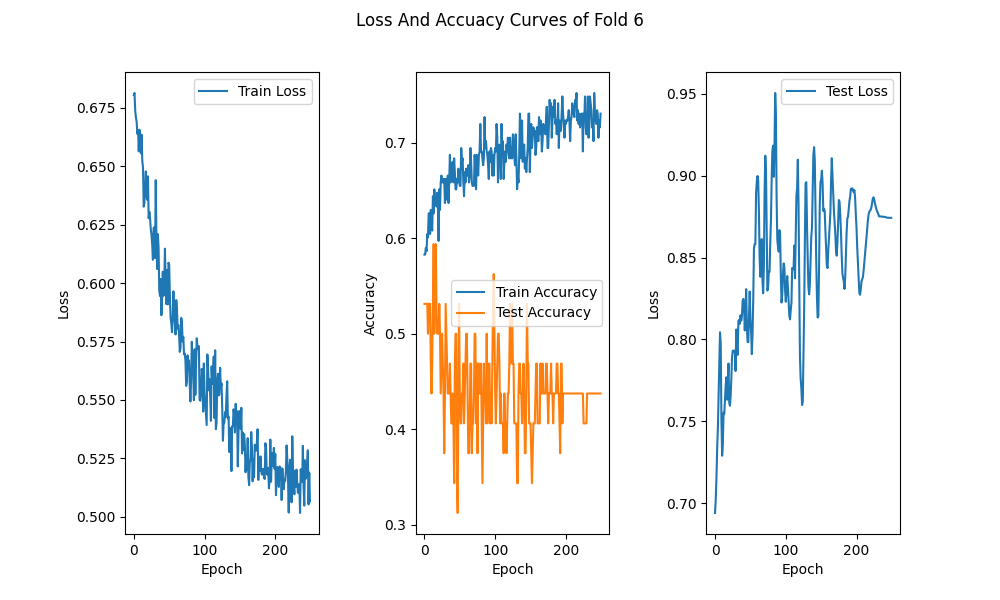 Loss And Accuacy Curves of Fold 6
Train Loss
0.675
0.650
0.625
0.600
0.575
0.550
0.525
0.500
Loss
0
100
200
Epoch
0.7
0.6
0.5
0.4
0.3
Accuracy
Train Accuracy
Test Accuracy
0
100
200
Epoch
Test Loss
0.95
0.90
0.85
0.80
0.75
0.70
Loss
0
100
200
Epoch